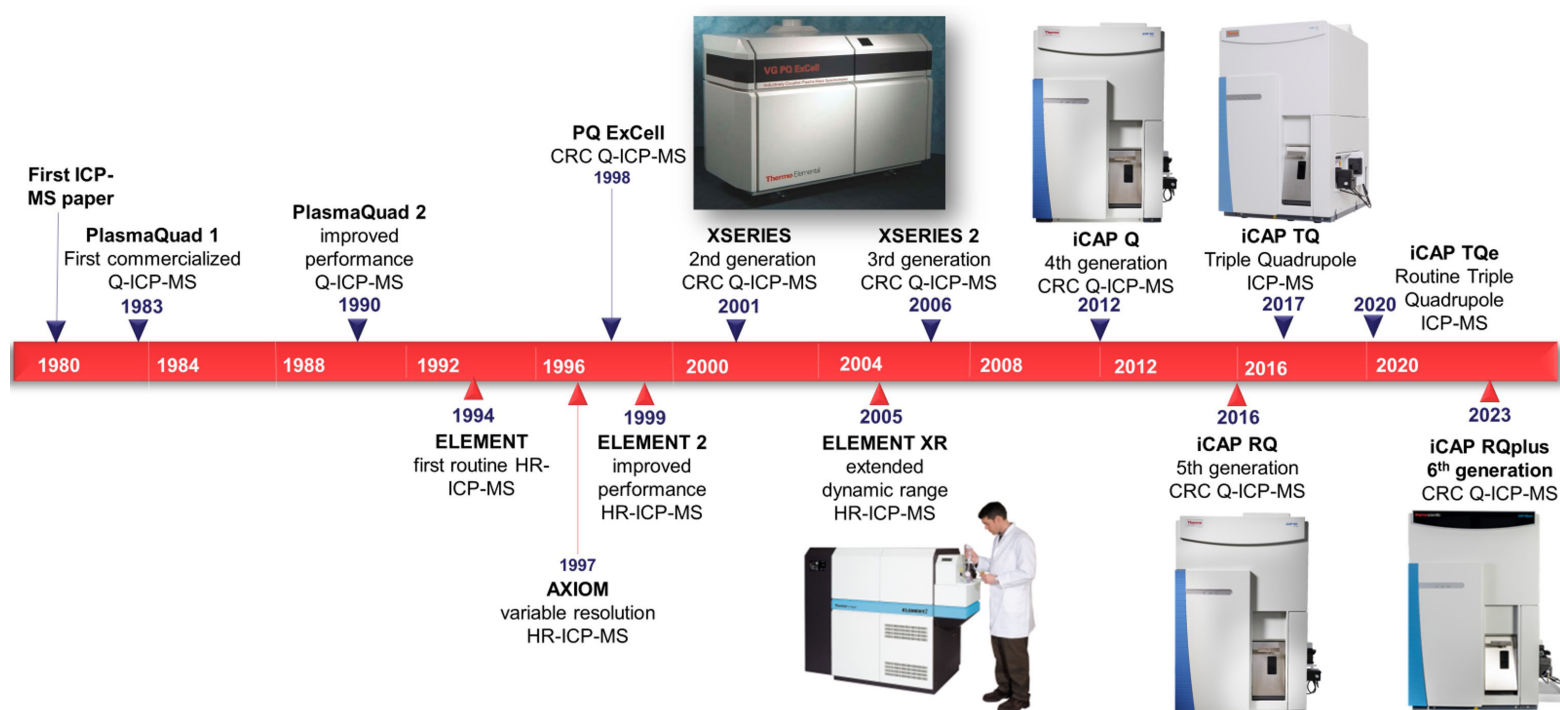 First ICP-
MS paper
PlasmaQuad 1
First commercialized
Q-ICP-MS
1983
PlasmaQuad 2
improved
performance
Q-ICP-MS
1990
PQ ExCell
CRC Q-ICP-MS
1998
VG PQ ExCell
Thermo Elemental
XSERIES
2nd generation
CRC Q-ICP-MS
2001
XSERIES 2
3rd generation
CRC Q-ICP-MS
2006
iCAP Q
4th generation
CRC Q-ICP-MS
2012
iCAP TQ
Triple Quadrupole
ICP-MS
2017
iCAP TQe
Routine Triple
Quadrupole
ICP-MS
2020
1980
1984
1988
1992
1996
2000
2004
2008
2012
2016
2020
1994
ELEMENT
first routine HR-
ICP-MS
1997
AXIOM
variable resolution
HR-ICP-MS
1999
ELEMENT 2
improved
performance
HR-ICP-MS
2005
ELEMENT XR
extended
dynamic range
HR-ICP-MS
2016
iCAP RQ
5th generation
CRC Q-ICP-MS
2023
iCAP RQplus
6th generation
CRC Q-ICP-MS